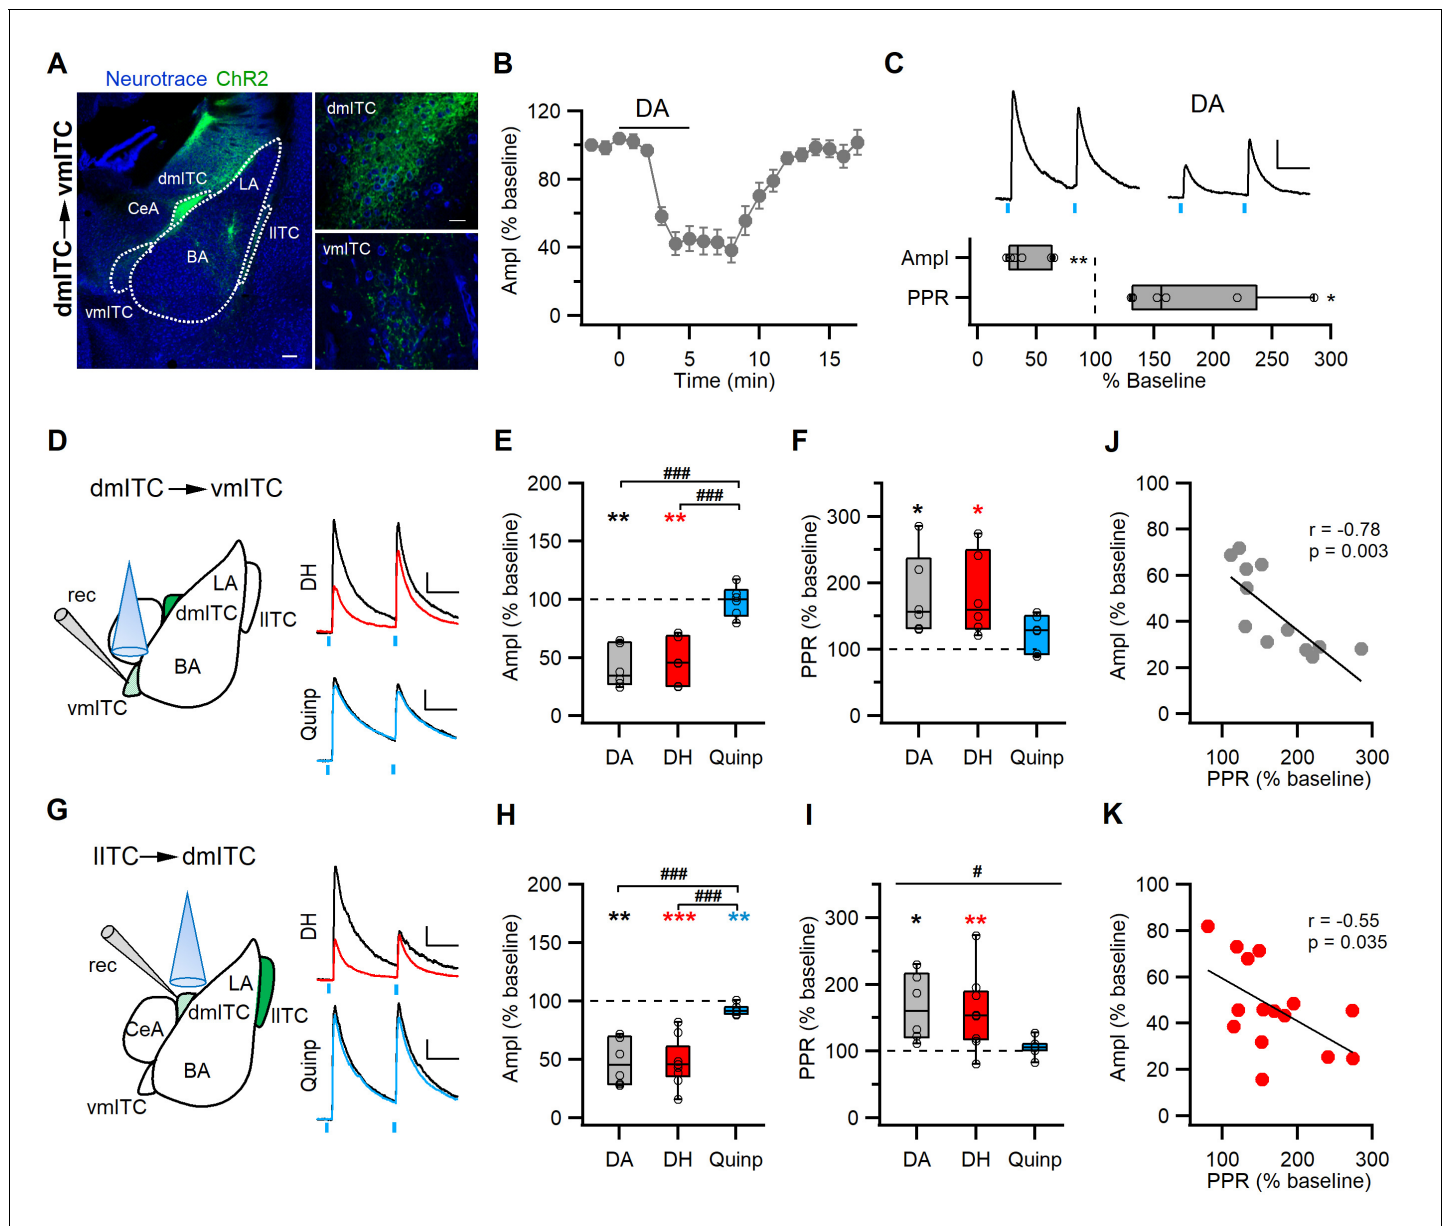 A
Neurotrace ChR2
dmITC→vmITC
dmITC
LA
CeA
lITC
BA
vmITC
dmITC
vmITC
B
DA
Ampl (% baseline)
120
80
40
0
0 5 10 15
Time (min)
C
DA
Ampl
**
PPR
*
0 50 100 150 200 250 300
% Baseline
D
dmITC→vmITC
rec
LA
dmITC
lITC
BA
vmITC
DH
Quinp
E
Ampl (% baseline)
200
150
100
50
0
###
###
** **
DA DH Quinp
F
PPR (% baseline)
300
200
100
0
* *
DA DH Quinp
J
Ampl (% baseline)
100
80
60
40
20
0
r = -0.78
p = 0.003
100 200 300
PPR (% baseline)
G
lITC→dmITC
rec
LA
dmITC
lITC
CeA
BA
vmITC
DH
Quinp
H
Ampl (% baseline)
200
150
100
50
0
###
###
** *** **
DA DH Quinp
I
PPR (% baseline)
300
200
100
0
#
* **
DA DH Quinp
K
Ampl (% baseline)
100
80
60
40
20
0
r = -0.55
p = 0.035
100 200 300
PPR (% baseline)